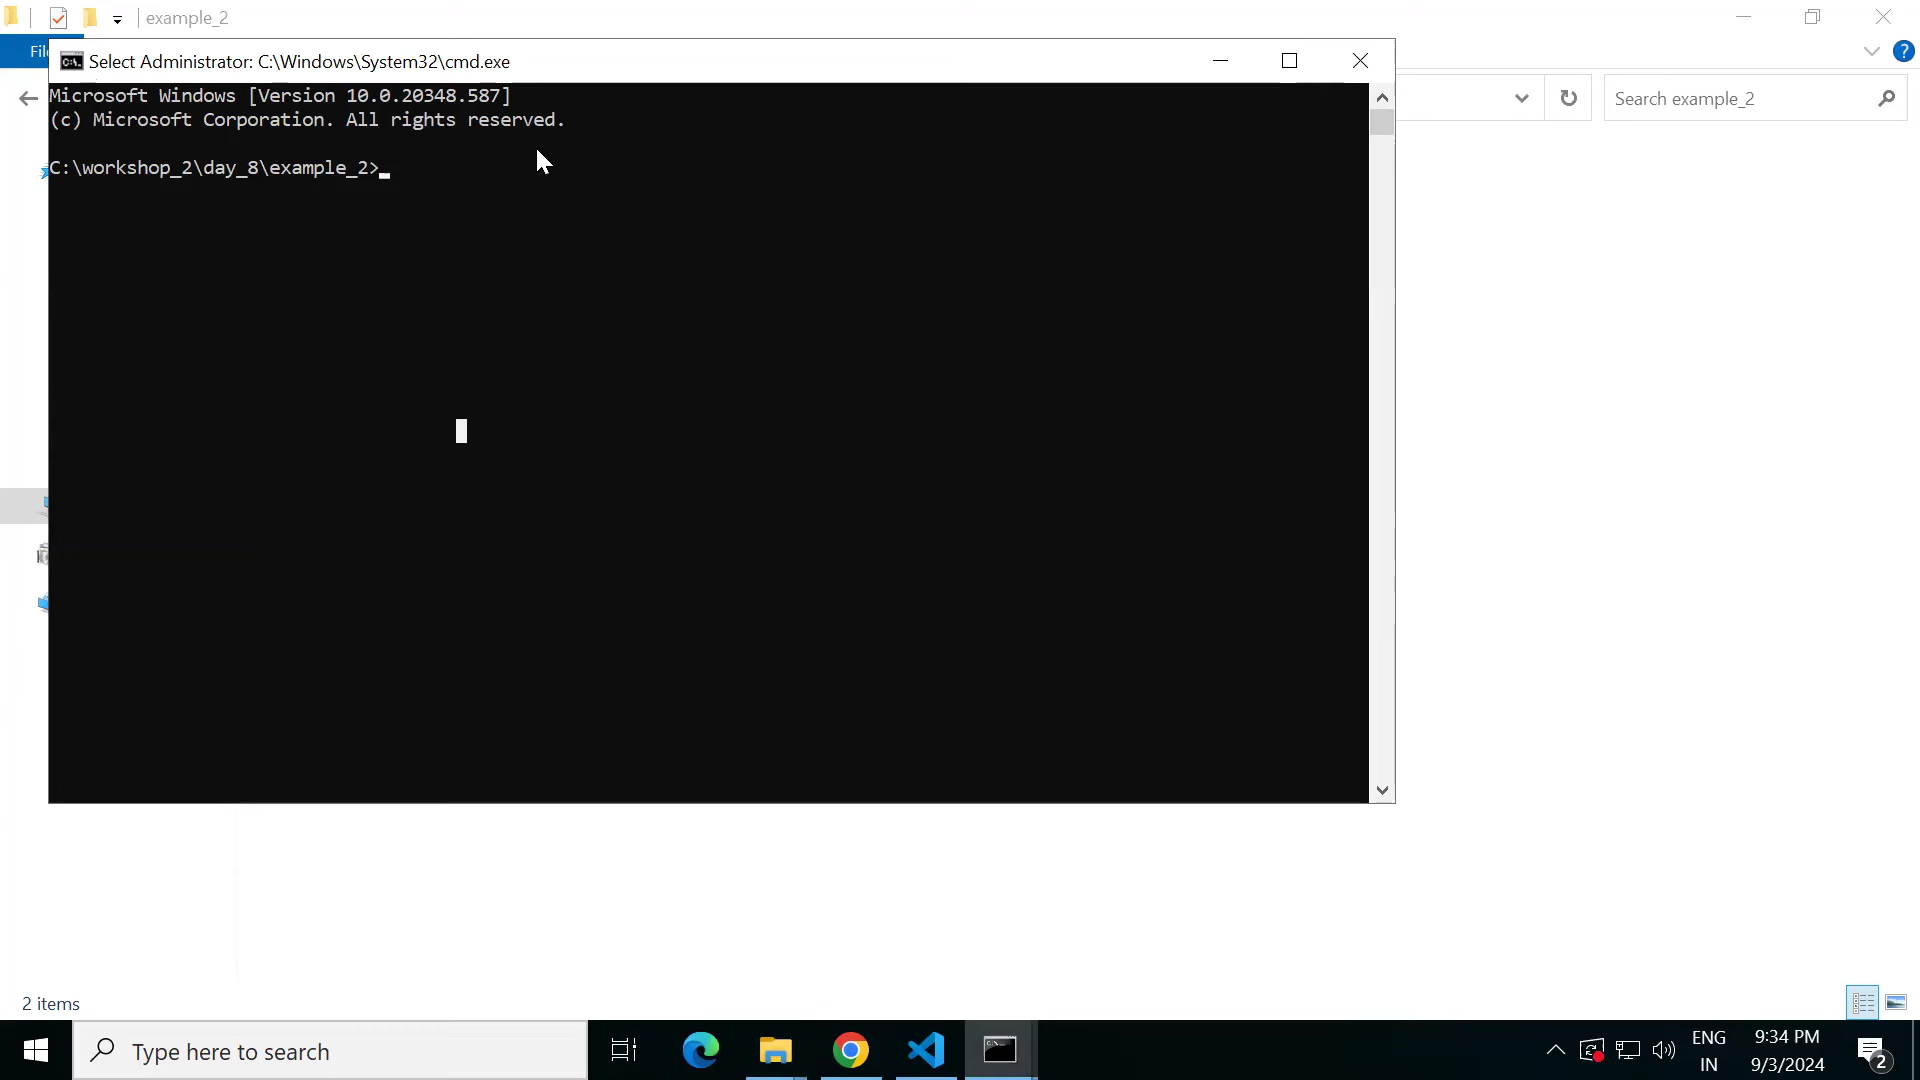 example_2
Fil
Select Administrator: C:\Windows\System32\cmd.exe
Microsoft Windows [Version 10.0.20348.587]
(c) Microsoft Corporation. All rights reserved.
C:\workshop_2\day_8\example_2>
Search example_2
2 items
Type here to search
ENG
IN
9:34 PM
9/3/2024
2